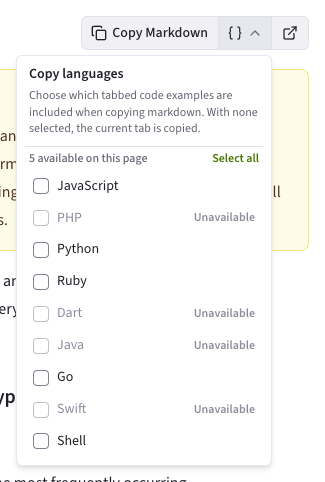 Copy Markdown { }
Copy languages
Choose which tabbed code examples are
included when copying markdown. With none
selected, the current tab is copied.
5 available on this page Select all
JavaScript
PHP Unavailable
Python
Ruby
Dart Unavailable
Java Unavailable
Go
Swift Unavailable
Shell